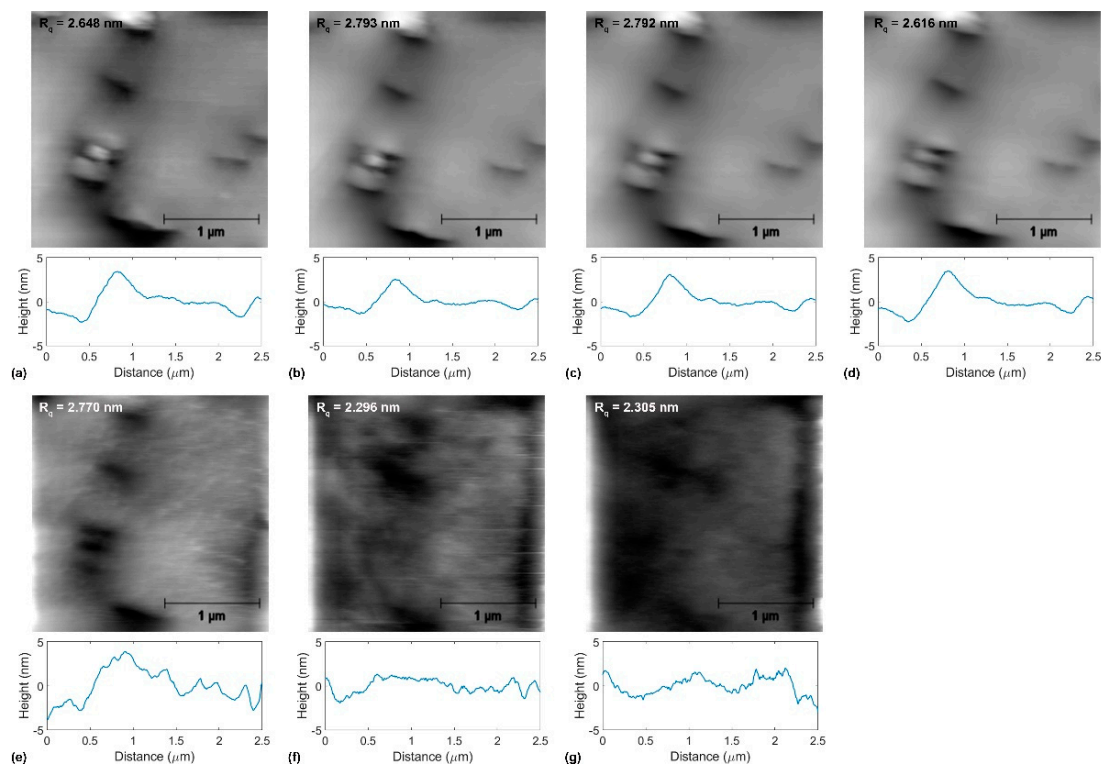 R_q = 2.648 nm
R_q = 2.793 nm
R_q = 2.792 nm
R_q = 2.616 nm
1 µm
1 µm
1 µm
1 µm
Height (nm)
5
0
-5
0 0.5 1 1.5 2 2.5
Distance (µm)
(a)
Height (nm)
5
0
-5
0 0.5 1 1.5 2 2.5
Distance (µm)
(b)
Height (nm)
5
0
-5
0 0.5 1 1.5 2 2.5
Distance (µm)
(c)
Height (nm)
5
0
-5
0 0.5 1 1.5 2 2.5
Distance (µm)
(d)
R_q = 2.770 nm
R_q = 2.296 nm
R_q = 2.305 nm
1 µm
1 µm
1 µm
Height (nm)
5
0
-5
0 0.5 1 1.5 2 2.5
Distance (µm)
(e)
Height (nm)
5
0
-5
0 0.5 1 1.5 2 2.5
Distance (µm)
(f)
Height (nm)
5
0
-5
0 0.5 1 1.5 2 2.5
Distance (µm)
(g)